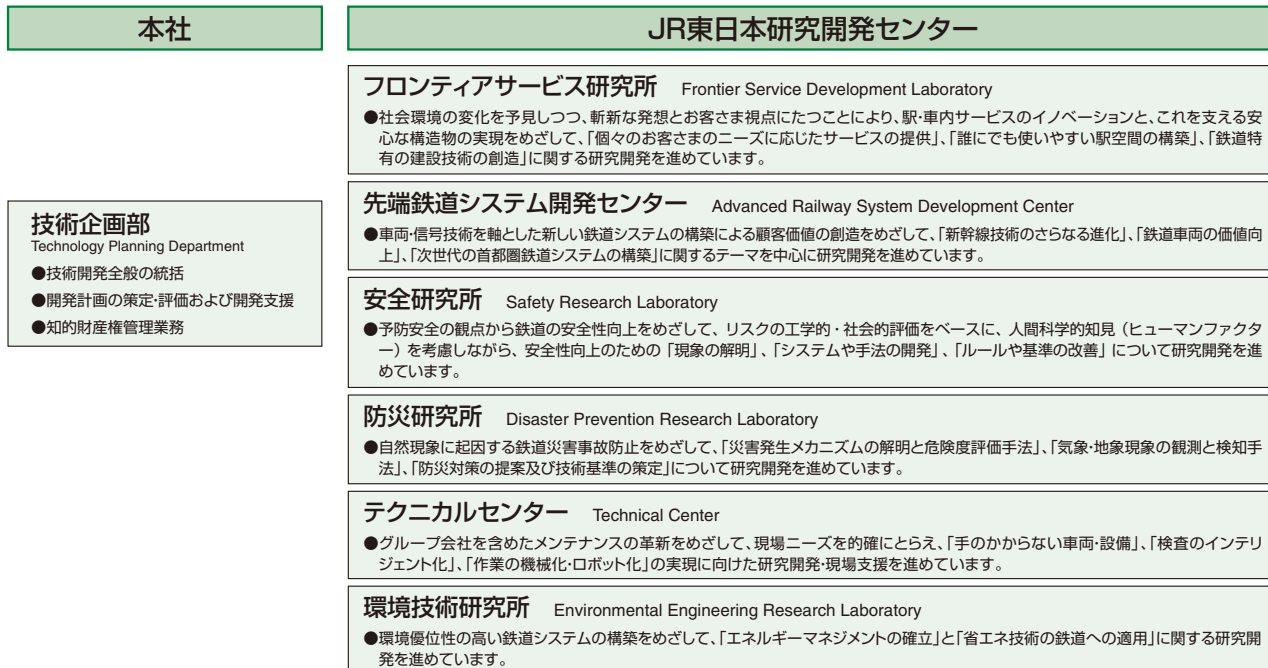 本社
技術企画部
Technology Planning Department
●技術開発全般の統括
●開発計画の策定・評価および開発支援
●知的財産権管理業務
JR東日本研究開発センター
フロンティアサービス研究所 Frontier Service Development Laboratory
●社会環境の変化を予見しつつ、斬新な発想とお客さま視点にたつことにより、駅・車内サービスのイノベーションと、これを支える安
心な構造物の実現をめざして、「個々のお客さまのニーズに応じたサービスの提供」、「誰にでも使いやすい駅空間の構築」、「鉄道特
有の建設技術の創造」に関する研究開発を進めています。
先端鉄道システム開発センター Advanced Railway System Development Center
●車両・信号技術を軸とした新しい鉄道システムの構築による顧客価値の創造をめざして、「新幹線技術のさらなる進化」、「鉄道車両の価値向
上」、「次世代の首都圏鉄道システムの構築」に関するテーマを中心に研究開発を進めています。
安全研究所 Safety Research Laboratory
●予防安全の観点から鉄道の安全性向上をめざして、リスクの工学的・社会的評価をベースに、人間科学的知見（ヒューマンファクタ
ー）を考慮しながら、安全性向上のための「現象の解明」、「システムや手法の開発」、「ルールや基準の改善」について研究開発を進
めています。
防災研究所 Disaster Prevention Research Laboratory
●自然現象に起因する鉄道災害事故防止をめざして、「災害発生メカニズムの解明と危険度評価手法」、「気象・地象現象の観測と検知手
法」、「防災対策の提案及び技術基準の策定」について研究開発を進めています。
テクニカルセンター Technical Center
●グループ会社を含めたメンテナンスの革新をめざして、現場ニーズを的確にとらえ、「手のかからない車両・設備」、「検査のインテリ
ジェント化」、「作業の機械化・ロボット化」の実現に向けた研究開発・現場支援を進めています。
環境技術研究所 Environmental Engineering Research Laboratory
●環境優位性の高い鉄道システムの構築をめざして、「エネルギーマネジメントの確立」と「省エネ技術の鉄道への適用」に関する研究開
発を進めています。